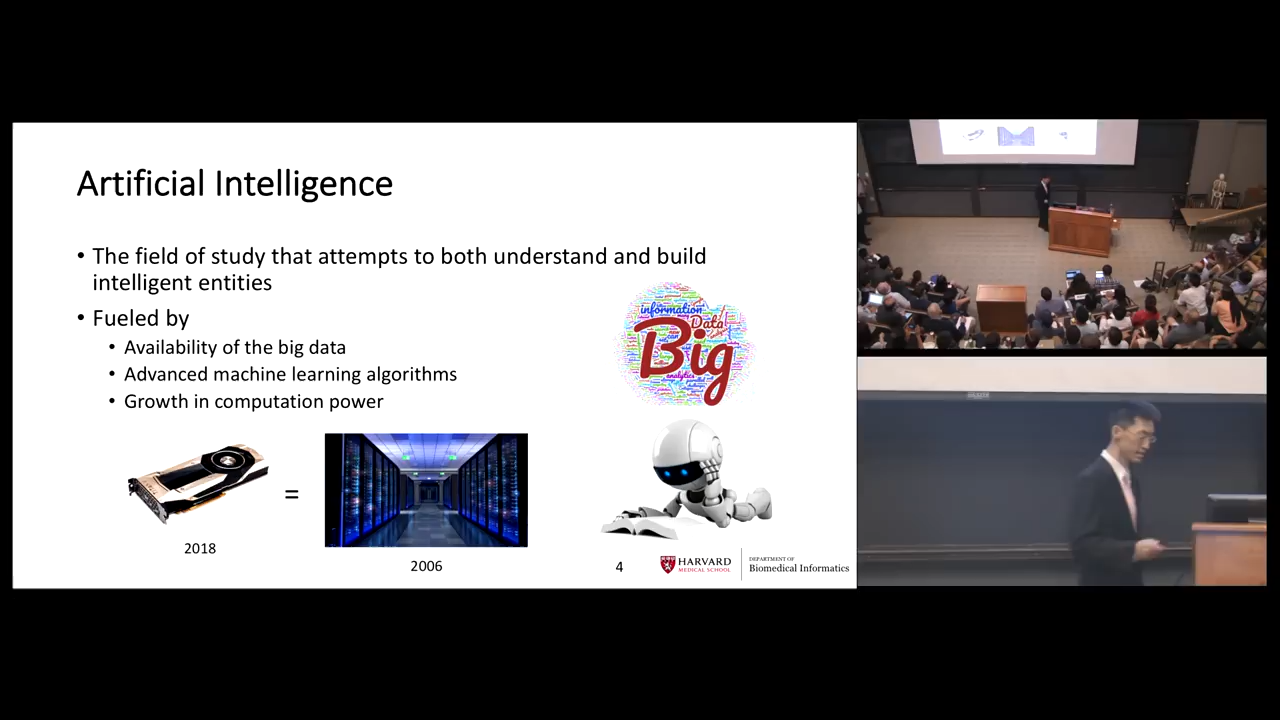 Artificial Intelligence
• The field of study that attempts to both understand and build
intelligent entities
• Fueled by
• Availability of the big data
• Advanced machine learning algorithms
• Growth in computation power
information
Data
Big
analytics
=
2018
2006
4
HARVARD
MEDICAL SCHOOL
DEPARTMENT OF
Biomedical Informatics